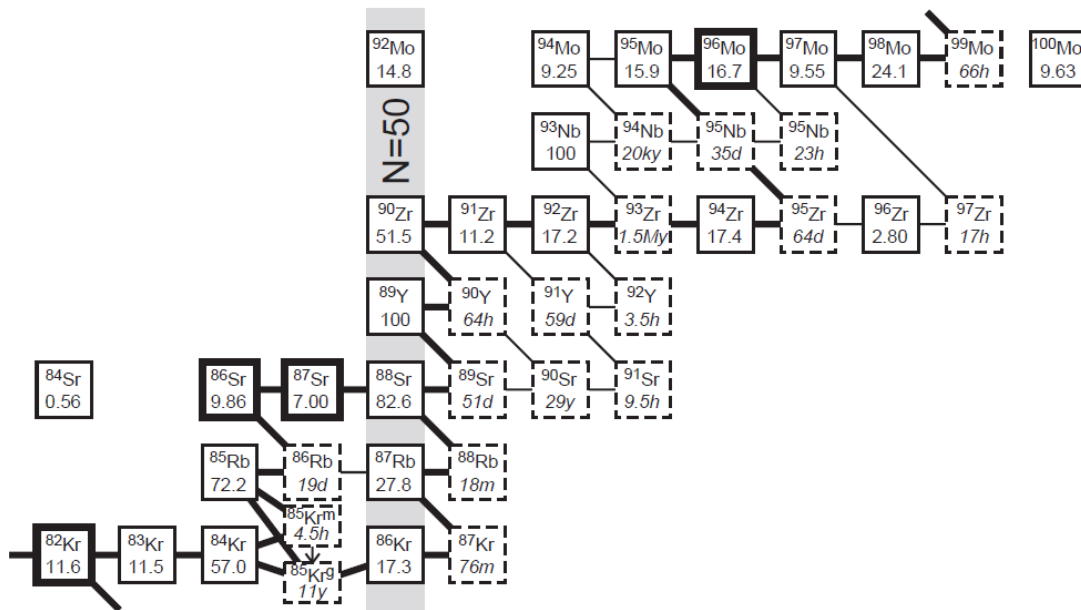 ⁹²Mo ⁹⁴Mo ⁹⁵Mo ⁹⁶Mo ⁹⁷Mo ⁹⁸Mo ⁹⁹Mo ¹⁰⁰Mo
14.8 9.25 15.9 16.7 9.55 24.1 66h 9.63
N=50
⁹³Nb ⁹⁴Nb ⁹⁵Nb ⁹⁵Nb
100 20ky 35d 23h
⁹⁰Zr ⁹¹Zr ⁹²Zr ⁹³Zr ⁹⁴Zr ⁹⁵Zr ⁹⁶Zr ⁹⁷Zr
51.5 11.2 17.2 1.5My 17.4 64d 2.80 17h
⁸⁹Y ⁹⁰Y ⁹¹Y ⁹²Y
100 64h 59d 3.5h
⁸⁴Sr ⁸⁶Sr ⁸⁷Sr ⁸⁸Sr ⁸⁹Sr ⁹⁰Sr ⁹¹Sr
0.56 9.86 7.00 82.6 51d 29y 9.5h
⁸⁵Rb ⁸⁶Rb ⁸⁷Rb ⁸⁸Rb
72.2 19d 27.8 18m
⁸⁵Krᵐ
4.5h
⁸²Kr ⁸³Kr ⁸⁴Kr ⁸⁶Kr ⁸⁷Kr
11.6 11.5 57.0 17.3 76m
⁸⁵Krᵍ
11y